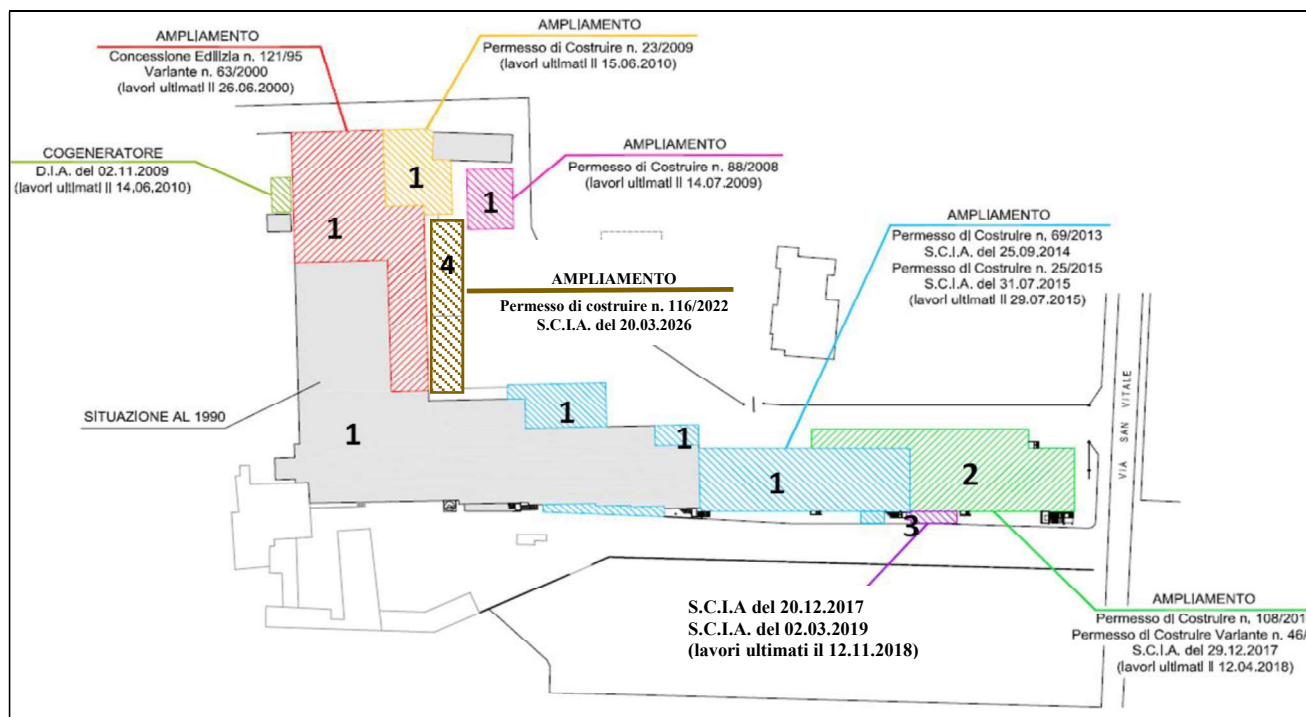 AMPLIAMENTO
Concessione Edilizia n. 121/95
Variante n. 63/2000
(lavori ultimati il 26.06.2000)
AMPLIAMENTO
Permesso di Costruire n. 23/2009
(lavori ultimati il 15.06.2010)
COGENERATORE
D.I.A. del 02.11.2009
(lavori ultimati il 14,06,2010)
AMPLIAMENTO
Permesso di Costruire n. 88/2008
(lavori ultimati il 14.07.2009)
1
1
1
4
AMPLIAMENTO
Permesso di costruire n. 116/2022
S.C.I.A. del 20.03.2026
AMPLIAMENTO
Permesso di Costruire n, 69/2013
S.C.I.A. del 25.09.2014
Permesso di Costruire n. 25/2015
S.C.I.A. del 31.07.2015
(lavori ultimati il 29.07.2015)
SITUAZIONE AL 1990
1
1
1
1
2
3
VIA SAN VITALE
S.C.I.A del 20.12.2017
S.C.I.A. del 02.03.2019
(lavori ultimati il 12.11.2018)
AMPLIAMENTO
Permesso di Costruire n, 108/201
Permesso di Costruire Variante n. 46/
S.C.I.A. del 29.12.2017
(lavori ultimati il 12.04.2018)